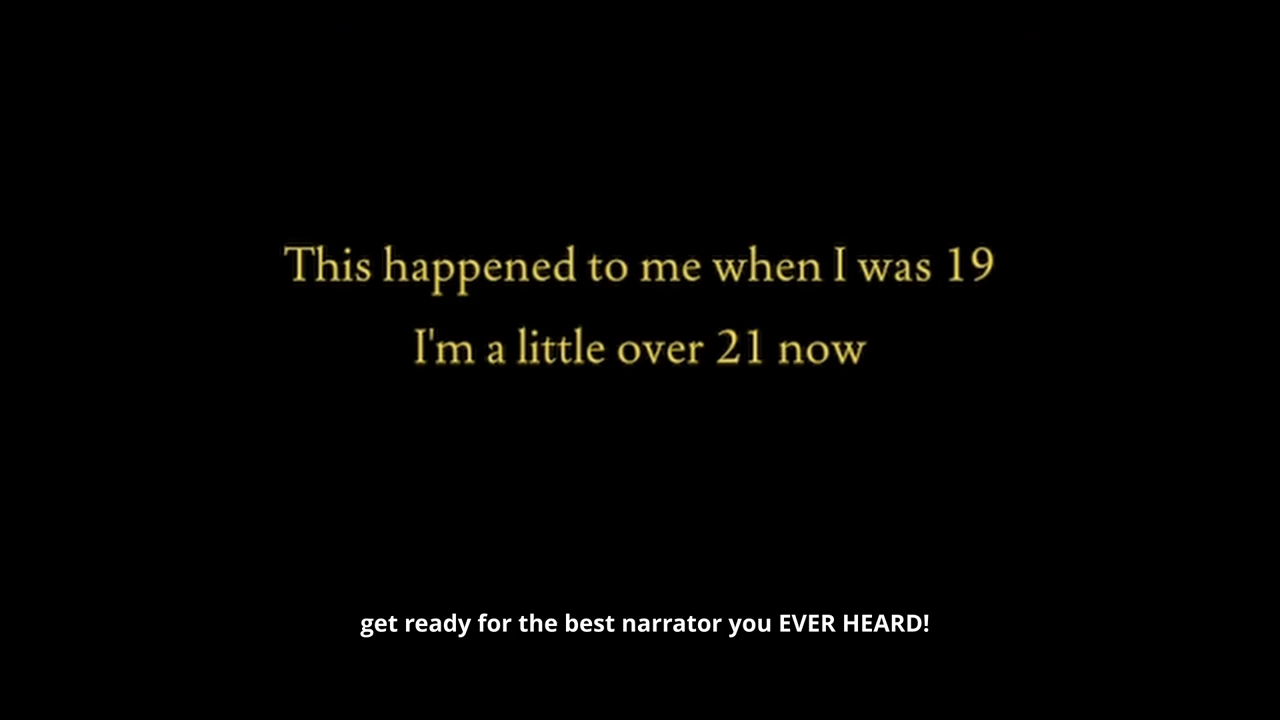 This happened to me when I was 19
I'm a little over 21 now
get ready for the best narrator you EVER HEARD!